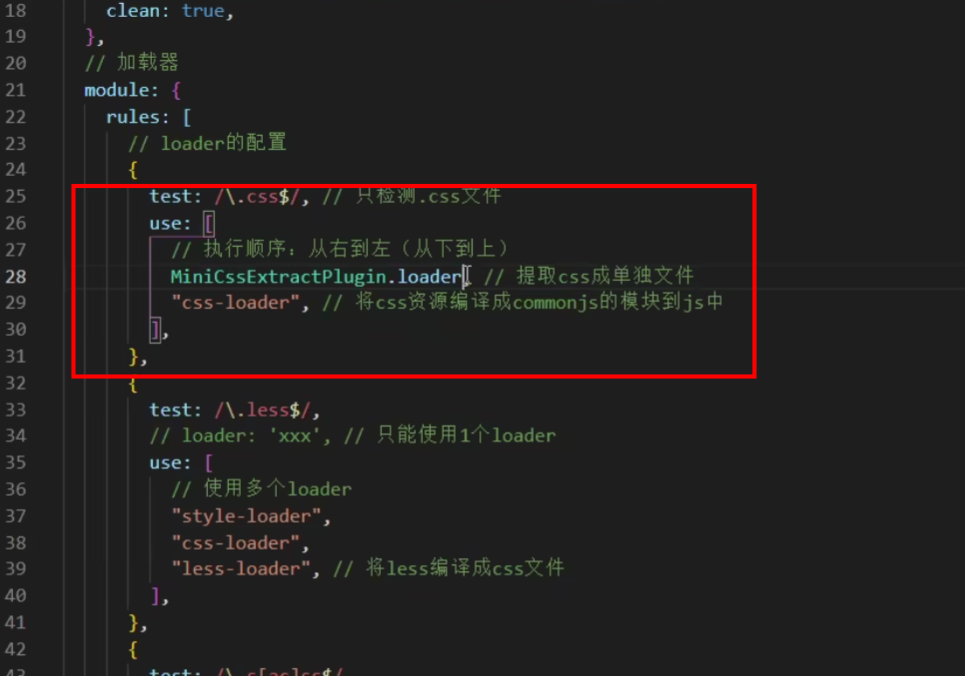 18 clean: true,
19 },
20 // 加载器
21 module: {
22 rules: [
23 // loader的配置
24 {
25 test: /\.css$/, // 只检测.css文件
26 use: [
27 // 执行顺序：从右到左（从下到上）
28 MiniCssExtractPlugin.loader, // 提取css成单独文件
29 "css-loader", // 将css资源编译成commonjs的模块到js中
30 ],
31 },
32 {
33 test: /\.less$/,
34 // loader: 'xxx', // 只能使用1个loader
35 use: [
36 // 使用多个loader
37 "style-loader",
38 "css-loader",
39 "less-loader", // 将less编译成css文件
40 ],
41 },
42 {
43 test: /\.s[ac]ss$/